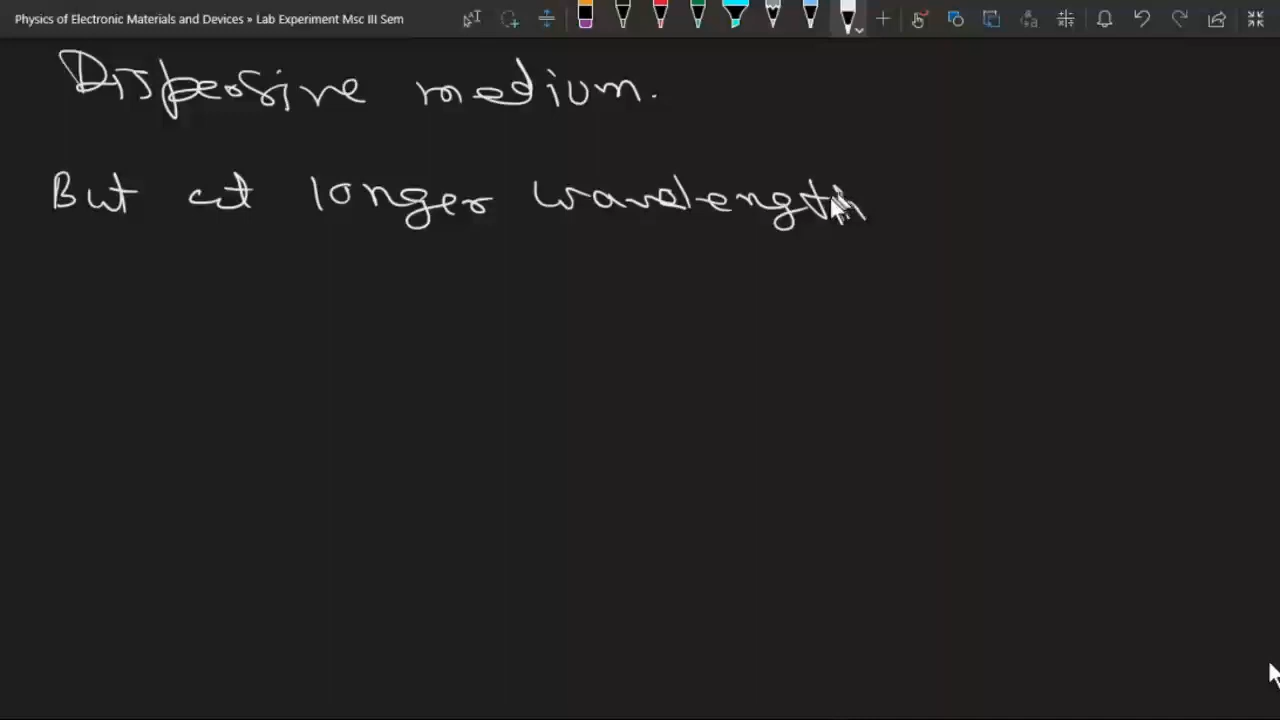 Physics of Electronic Materials and Devices » Lab Experiment Msc III Sem
Dispersive medium.
But at longer wavelength